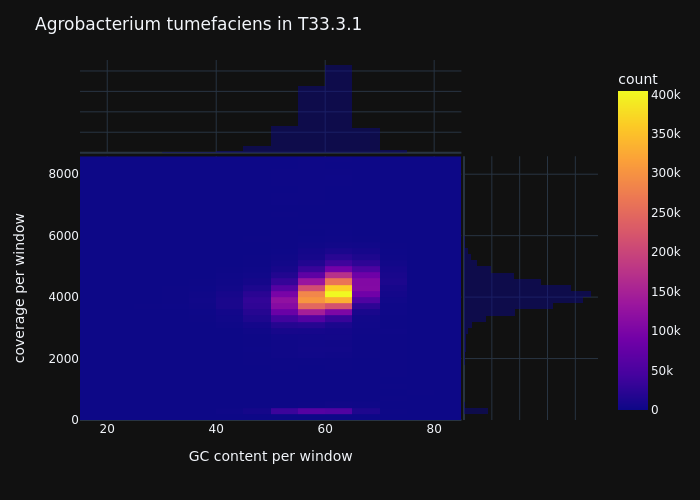 Agrobacterium tumefaciens in T33.3.1
count
400k
350k
300k
250k
200k
150k
100k
50k
0
8000
6000
4000
2000
0
coverage per window
20
40
60
80
GC content per window